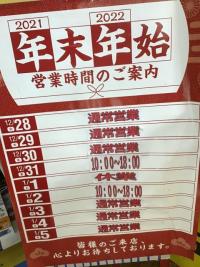 2021 2022
年末年始
営業時間のご案内
12/28 通常営業
12/29 通常営業
12/30 通常営業
12/31 10:00~18:00
1/1
1/2 10:00~18:00
1/3 通常営業
1/4 通常営業
1/5 通常営業
皆様のご来店、
心よりお待ちしております。